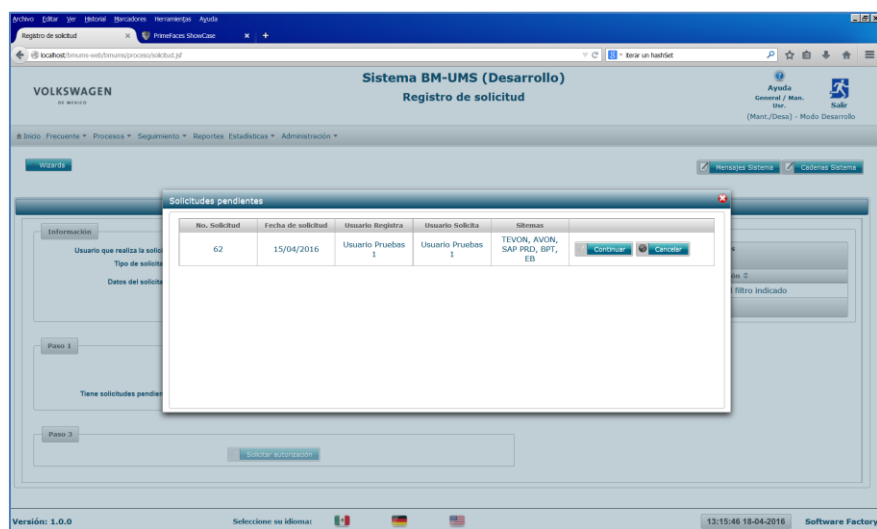 Archivo Editar Ver Historial Marcadores Herramientas Ayuda
Registro de solicitud × PrimeFaces ShowCase × +
localhost/bmums-web/bmums/proceso/solicitud.jsf
iterar un hashSet
VOLKSWAGEN
DE MEXICO
Sistema BM-UMS (Desarrollo)
Registro de solicitud
Ayuda
General / Man. Usr.
Salir
(Mant./Desa) - Modo Desarrollo
Inicio Frecuente Procesos Seguimiento Reportes Estadísticas Administración
Wizards
Mensajes Sistema Cadenas Sistema
Solicitudes pendientes
No. Solicitud Fecha de solicitud Usuario Registra Usuario Solicita Sitemas
62 15/04/2016 Usuario Pruebas 1 Usuario Pruebas 1 TEVON, AVON, SAP PRD, BPT, EB Continuar Cancelar
Información
Usuario que realiza la solici
Tipo de solicita
Datos del solicita
s
ón
l filtro indicado
Paso 1
Tiene solicitudes pendien
Paso 3
Solicitar autorización
Versión: 1.0.0 Seleccione su idioma: 13:15:46 18-04-2016 Software Factory